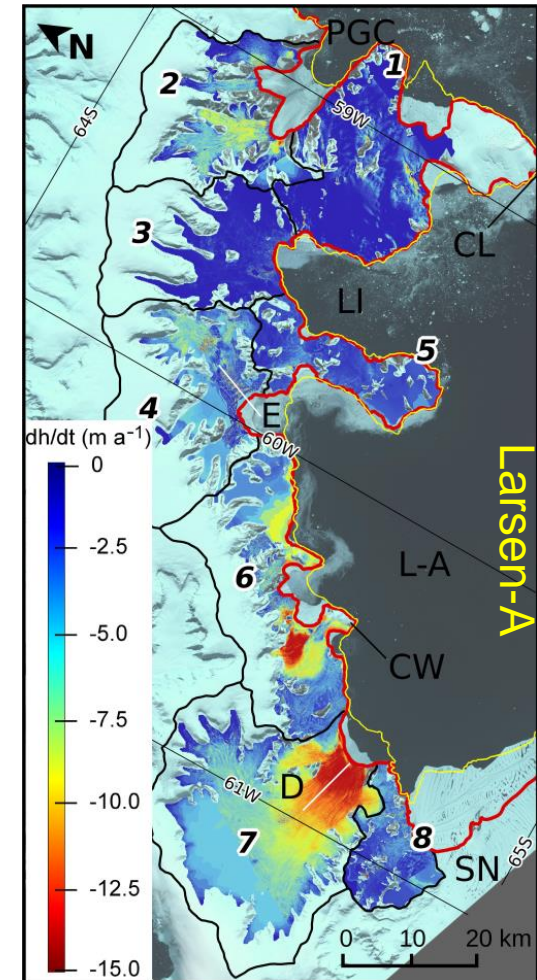 N
PGC
1
2
59W
64S
CL
3
LI
5
4
E
60W
dh/dt (m a⁻¹)
0
-2.5
-5.0
-7.5
-10.0
-12.5
-15.0
Larsen-A
L-A
6
CW
61W
D
7
8
SN
65S
0 10 20 km